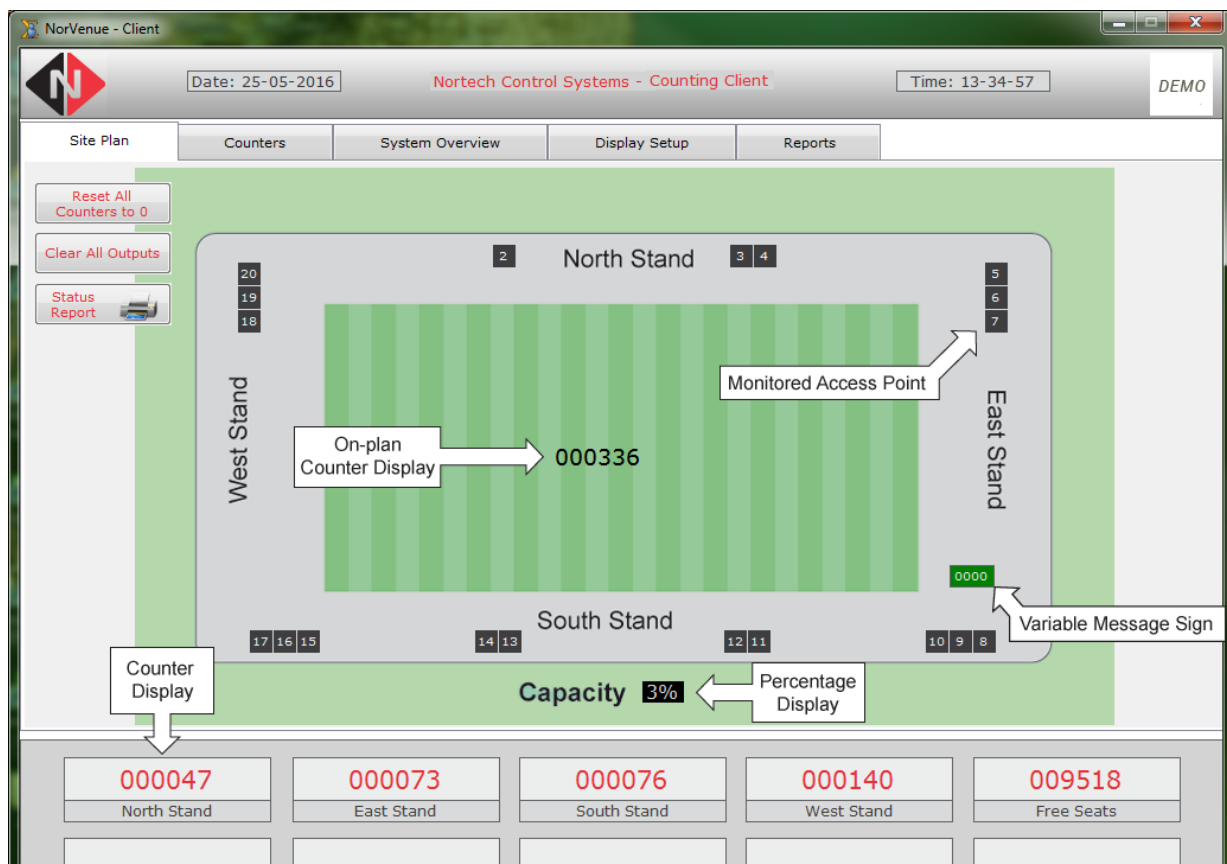 NorVenue - Client
N
Date: 25-05-2016
Nortech Control Systems - Counting Client
Time: 13-34-57
DEMO
Site Plan
Counters
System Overview
Display Setup
Reports
Reset All
Counters to 0
Clear All Outputs
Status
Report
2
North Stand
3 4
20
19
18
5
6
7
Monitored Access Point
West Stand
On-plan
Counter Display
000336
East Stand
0000
Variable Message Sign
South Stand
17 16 15
14 13
12 11
10 9 8
Counter
Display
Capacity 3%
Percentage
Display
000047
North Stand
000073
East Stand
000076
South Stand
000140
West Stand
009518
Free Seats